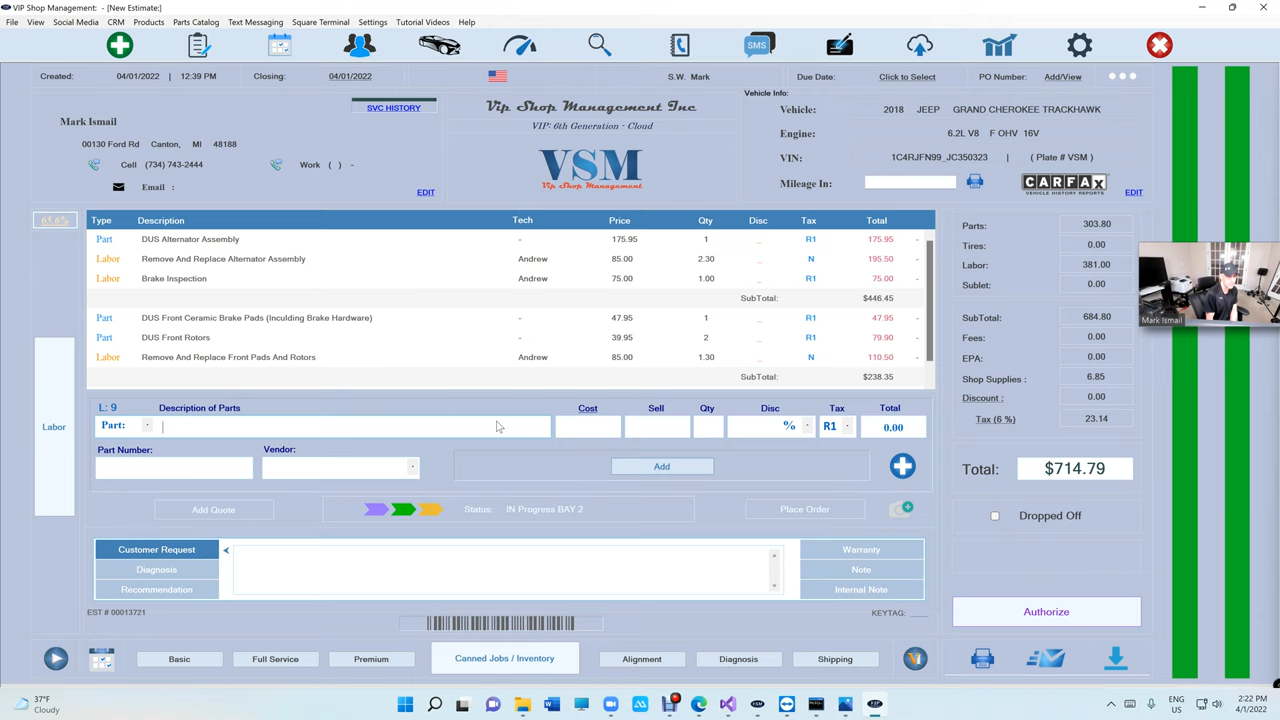 VIP Shop Management: - [New Estimate:]
File View Social Media CRM Products Parts Catalog Text Messaging Square Terminal Settings Tutorial Videos Help
SMS
Created: 04/01/2022 | 12:39 PM Closing: 04/01/2022 S.W. Mark Due Date: Click to Select PO Number: Add/View
Vehicle Info:
SVC HISTORY
Vip Shop Management Inc
VIP: 6th Generation - Cloud
VSM
Vip Shop Management
Mark Ismail
00130 Ford Rd Canton, MI 48188
Cell (734) 743-2444 Work ( ) -
Email :
EDIT
Vehicle: 2018 JEEP GRAND CHEROKEE TRACKHAWK
Engine: 6.2L V8 F OHV 16V
VIN: 1C4RJFN99_JC350323 | ( Plate # VSM )
Mileage In:
CARFAX
VEHICLE HISTORY REPORTS
EDIT
65.6%
Type Description Tech Price Qty Disc Tax Total
Part DUS Alternator Assembly - 175.95 1 _ R1 175.95 -
Labor Remove And Replace Alternator Assembly Andrew 85.00 2.30 _ N 195.50 -
Labor Brake Inspection Andrew 75.00 1.00 _ R1 75.00 -
SubTotal: $446.45
Part DUS Front Ceramic Brake Pads (Inculding Brake Hardware) - 47.95 1 _ R1 47.95 -
Part DUS Front Rotors - 39.95 2 _ R1 79.90 -
Labor Remove And Replace Front Pads And Rotors Andrew 85.00 1.30 _ N 110.50 -
SubTotal: $238.35
Labor
L: 9 Description of Parts Cost Sell Qty Disc Tax Total
Part: % R1 0.00
Part Number: Vendor:
Add
Add Quote Status: IN Progress BAY 2 Place Order
Customer Request
Diagnosis
Recommendation
Warranty
Note
Internal Note
EST # 00013721 KEYTAG: ____
Parts: 303.80
Tires: 0.00
Labor: 381.00
Sublet: 0.00
SubTotal: 684.80
Fees: 0.00
EPA: 0.00
Shop Supplies : 6.85
Discount : 0.00
Tax (6 %) 23.14
Total: $714.79
Dropped Off
Authorize
Mark Ismail
Basic Full Service Premium Canned Jobs / Inventory Alignment Diagnosis Shipping
37°F
Cloudy
ENG
US
2:22 PM
4/1/2022